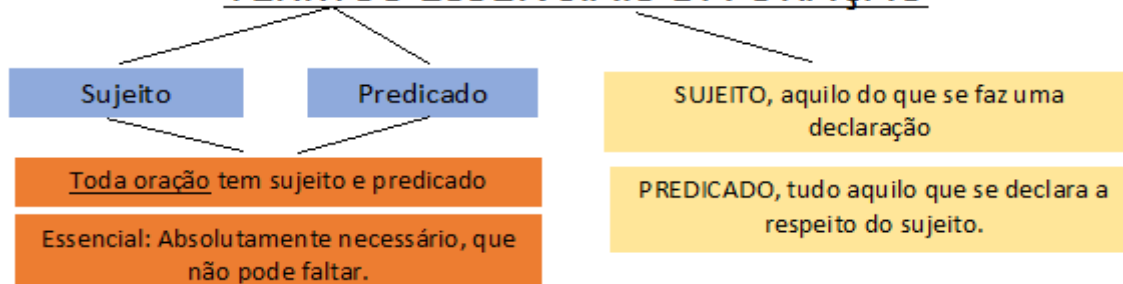 Sujeito
Predicado
SUJEITO, aquilo do que se faz uma
declaração
Toda oração tem sujeito e predicado
PREDICADO, tudo aquilo que se declara a
respeito do sujeito.
Essencial: Absolutamente necessário, que
não pode faltar.